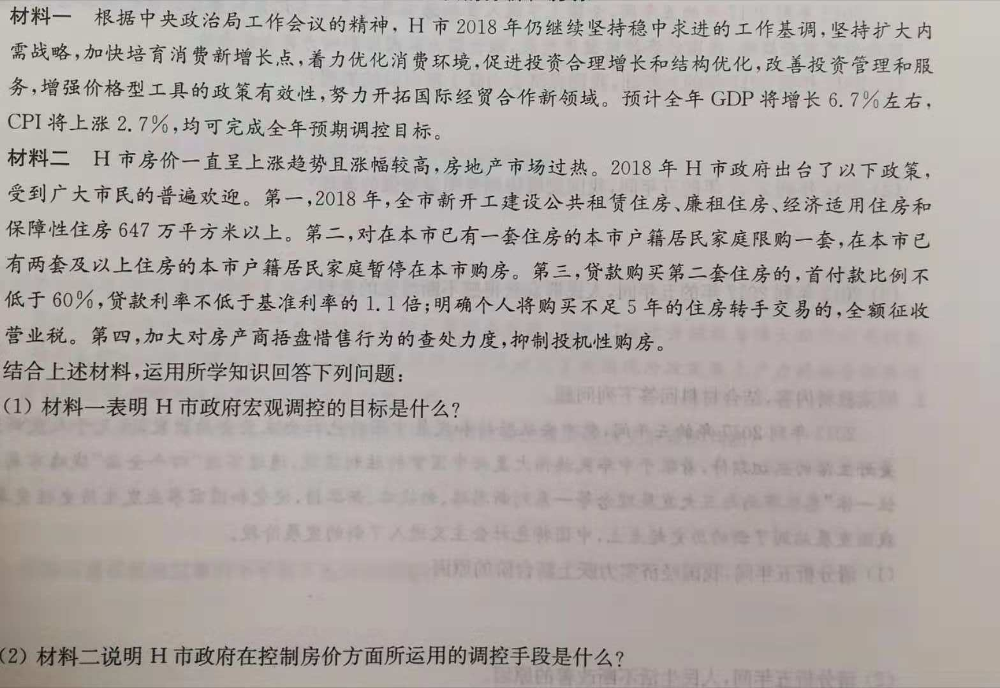 材料一　根据中央政治局工作会议的精神，H 市 2018 年仍继续坚持稳中求进的工作基调，坚持扩大内
需战略，加快培育消费新增长点，着力优化消费环境，促进投资合理增长和结构优化，改善投资管理和服
务，增强价格型工具的政策有效性，努力开拓国际经贸合作新领域。预计全年 GDP 将增长 6.7%左右，
CPI 将上涨 2.7%，均可完成全年预期调控目标。
材料二　H 市房价一直呈上涨趋势且涨幅较高，房地产市场过热。2018 年 H 市政府出台了以下政策，
受到广大市民的普遍欢迎。第一，2018 年，全市新开工建设公共租赁住房、廉租住房、经济适用住房和
保障性住房 647 万平方米以上。第二，对在本市已有一套住房的本市户籍居民家庭限购一套，在本市已
有两套及以上住房的本市户籍居民家庭暂停在本市购房。第三，贷款购买第二套住房的，首付款比例不
低于 60%，贷款利率不低于基准利率的 1.1 倍；明确个人将购买不足 5 年的住房转手交易的，全额征收
营业税。第四，加大对房产商捂盘惜售行为的查处力度，抑制投机性购房。
结合上述材料，运用所学知识回答下列问题：
(1) 材料一表明 H 市政府宏观调控的目标是什么？
(2) 材料二说明 H 市政府在控制房价方面所运用的调控手段是什么？